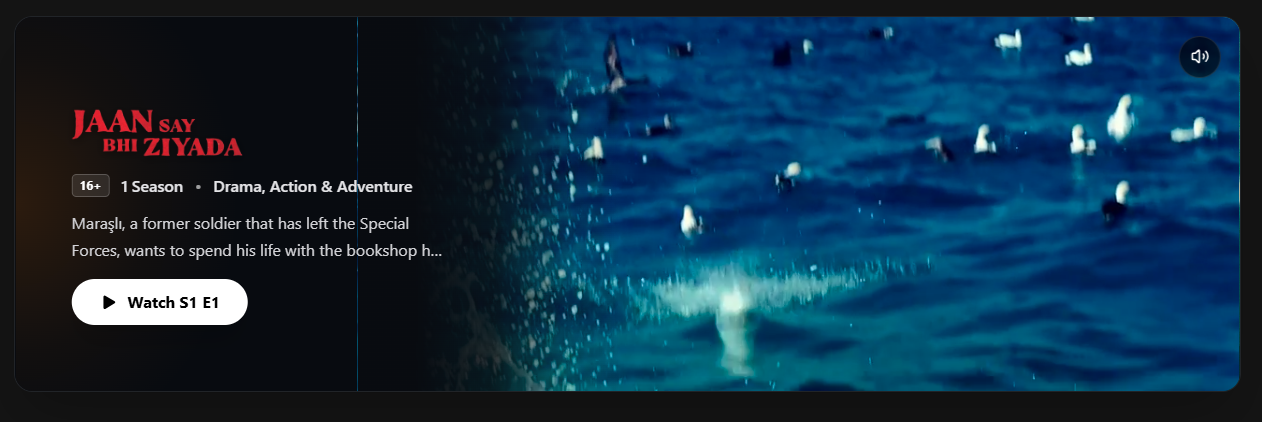 JAAN SAY
BHI ZIYADA
16+ 1 Season • Drama, Action & Adventure
Maraşlı, a former soldier that has left the Special
Forces, wants to spend his life with the bookshop h...
Watch S1 E1